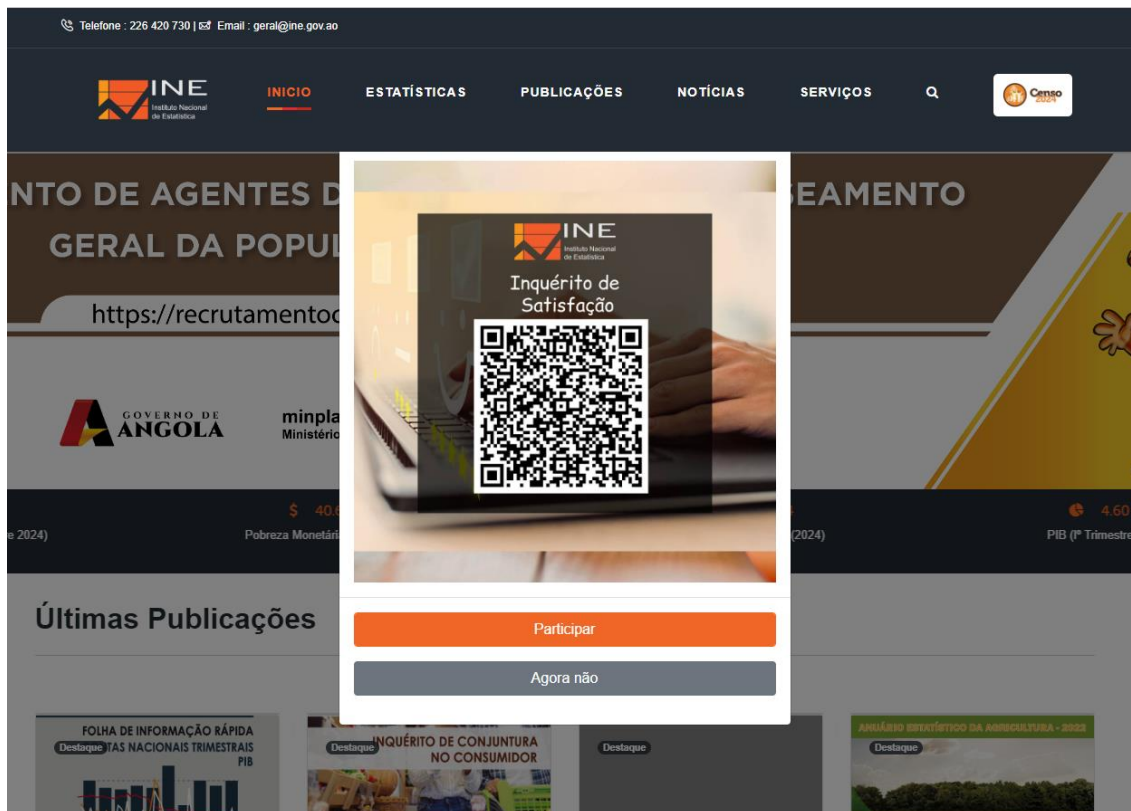 Telefone : 226 420 730 | Email : geral@ine.gov.ao
INE
Instituto Nacional
de Estatística
INICIO
ESTATÍSTICAS
PUBLICAÇÕES
NOTÍCIAS
SERVIÇOS
Censo
2024
NTO DE AGENTES D
SEAMENTO
GERAL DA POPUL
https://recrutamentoc
GOVERNO DE
ANGOLA
minpla
Ministério
INE
Instituto Nacional
de Estatística
Inquérito de
Satisfação
$ 40.
4.60
e 2024)
Pobreza Monetári
(2024)
PIB (Iº Trimestre
Últimas Publicações
Participar
Agora não
FOLHA DE INFORMAÇÃO RÁPIDA
Destaque
TAS NACIONAIS TRIMESTRAIS
PIB
INQUÉRITO DE CONJUNTURA
Destaque
NO CONSUMIDOR
Destaque
ANUÁRIO ESTATÍSTICO DA AGRICULTURA - 2022
Destaque